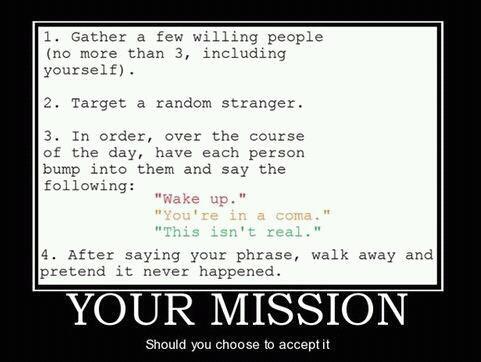 1. Gather a few willing people
(no more than 3, including
yourself).
2. Target a random stranger.
3. In order, over the course
of the day, have each person
bump into them and say the
following:
"Wake up."
"You're in a coma."
"This isn't real."
4. After saying your phrase, walk away and
pretend it never happened.
YOUR MISSION
Should you choose to accept it